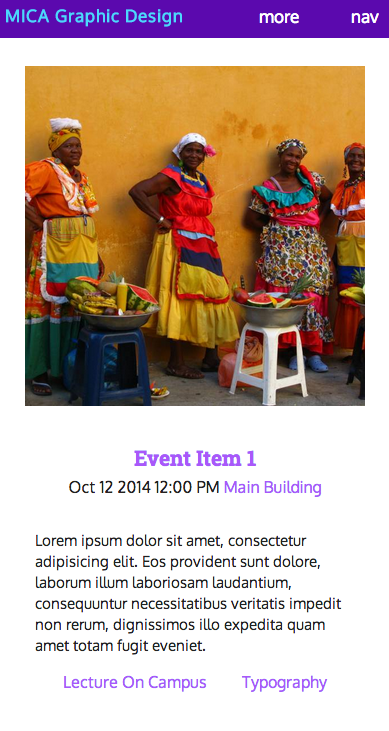 MICA Graphic Design more nav
Event Item 1
Oct 12 2014 12:00 PM Main Building
Lorem ipsum dolor sit amet, consectetur
adipisicing elit. Eos provident sunt dolore,
laborum illum laboriosam laudantium,
consequuntur necessitatibus veritatis impedit
non rerum, dignissimos illo expedita quam
amet totam fugit eveniet.
Lecture On Campus Typography